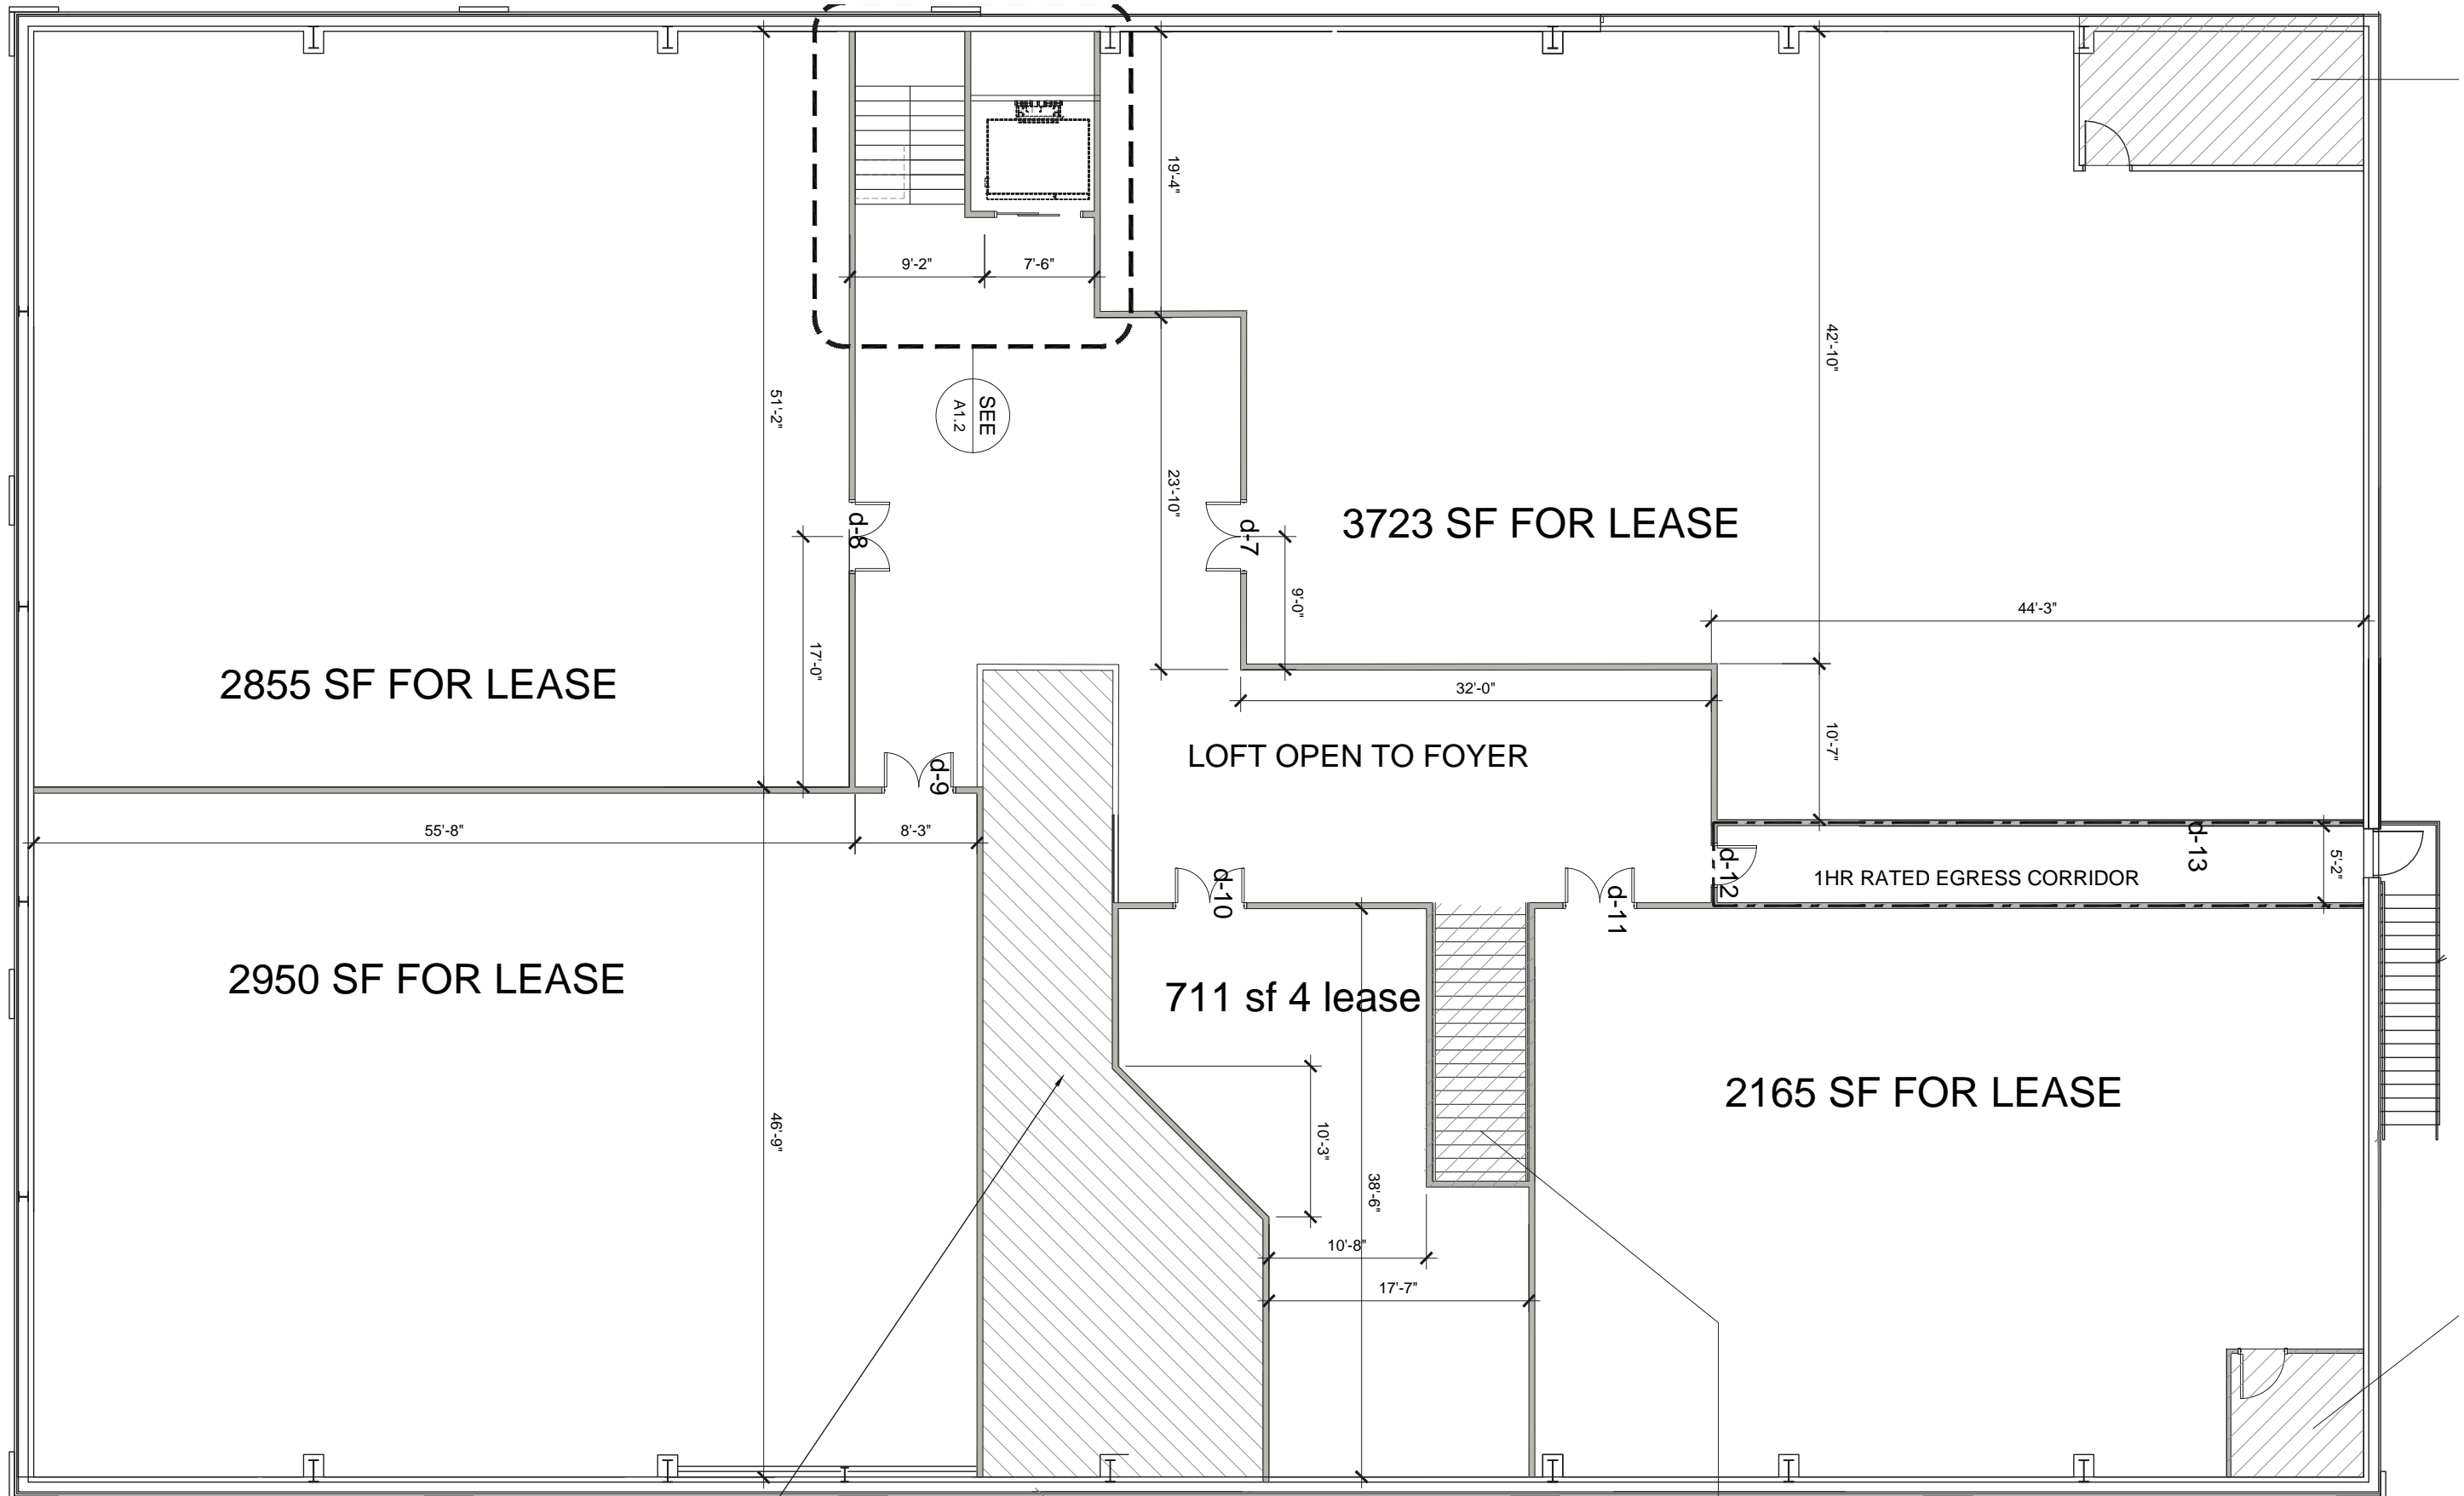 19'-4"
9'-2"
7'-6"
42'-10"
51'-2"
SEE
A1.2
23'-10"
d-8
d-7
3723 SF FOR LEASE
9'-0"
44'-3"
17'-0"
2855 SF FOR LEASE
32'-0"
10'-7"
LOFT OPEN TO FOYER
d-9
55'-8"
8'-3"
d-13
5'-2"
d-12
1HR RATED EGRESS CORRIDOR
d-10
d-11
2950 SF FOR LEASE
711 sf 4 lease
2165 SF FOR LEASE
46'-9"
10'-3"
38'-6"
10'-8"
17'-7"